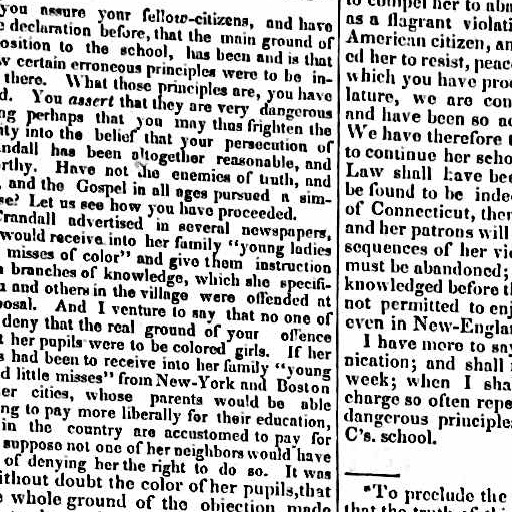 you assure your fellow-citizens, and have
declaration before, that the main ground of
osition to the school, has been and is that
certain erroneous principles were to be in-
there. What those principles are, you have
d. You assert that they are very dangerous
ng perhaps that you may thus frighten the
ity into the belief that your persecution of
ndall has been altogether reasonable, and
rthy. Have not the enemies of truth, and
, and the Gospel in all ages pursued a sim-
se? Let us see how you have proceeded.
Crandall advertised in several newspapers,
would receive into her family "young ladies
misses of color" and give them instruction
branches of knowledge, which she specifi-
and others in the village were offended at
posal. And I venture to say that no one of
deny that the real ground of your offence
t her pupils were to be colored girls. If her
s had been to receive into her family "young
d little misses" from New-York and Boston
er cities, whose parents would be able
ng to pay more liberally for their education,
in the country are accustomed to pay for
suppose not one of her neighbors would have
of denying her the right to do so. It was
ithout doubt the color of her pupils, that
whole ground of the objection made
to compel her to aba
as a flagrant violati
American citizen, an
ed her to resist, peac
which you have proc
lature, we are con
and have been so ac
We have therefore t
to continue her scho
Law shall have bee
be found to be inde
of Connecticut, then
and her patrons will
sequences of her vic
must be abandoned;
knowledged before t
not permitted to enj
even in New-Englan
I have more to say
nication; and shall
week; when I sha
charge so often repe
dangerous principles
C's. school.
*To preclude the
that the truth of this